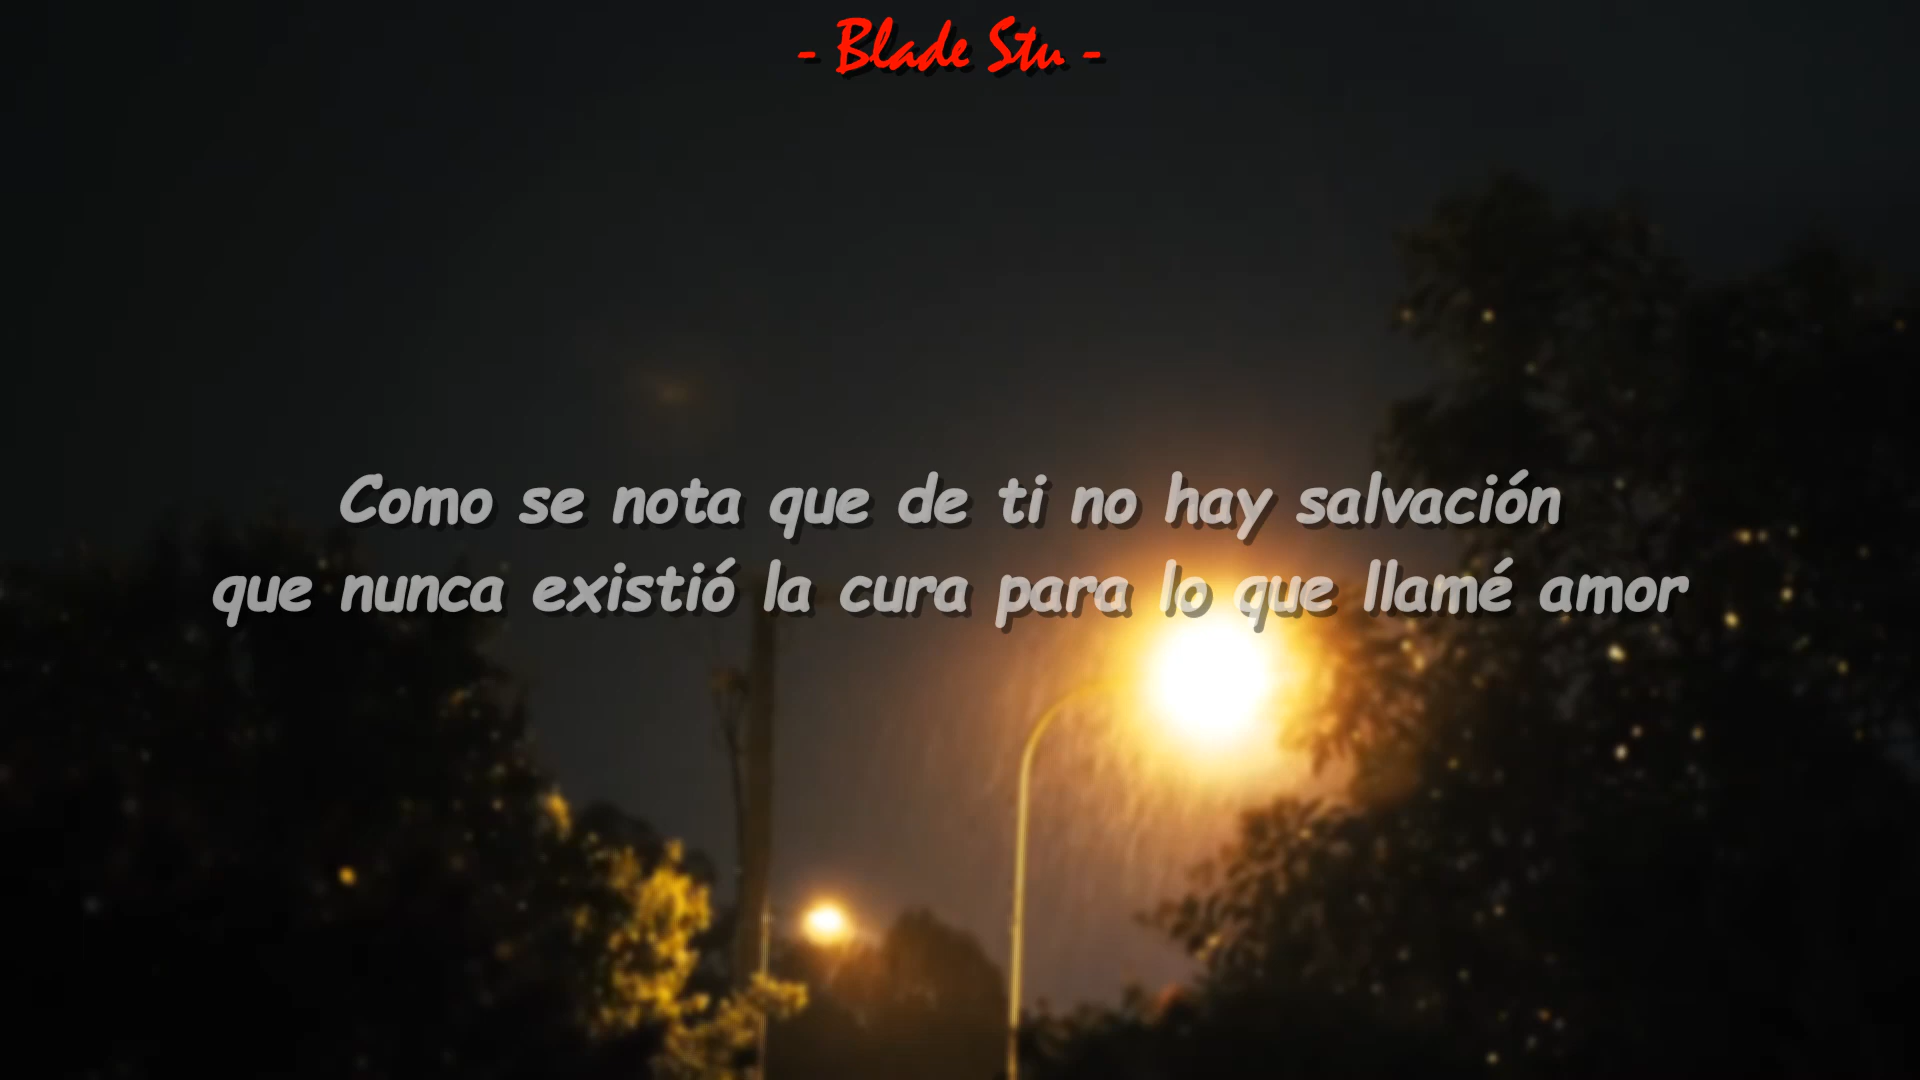 - Blade Stu -
Como se nota que de ti no hay salvación
que nunca existió la cura para lo que llamé amor